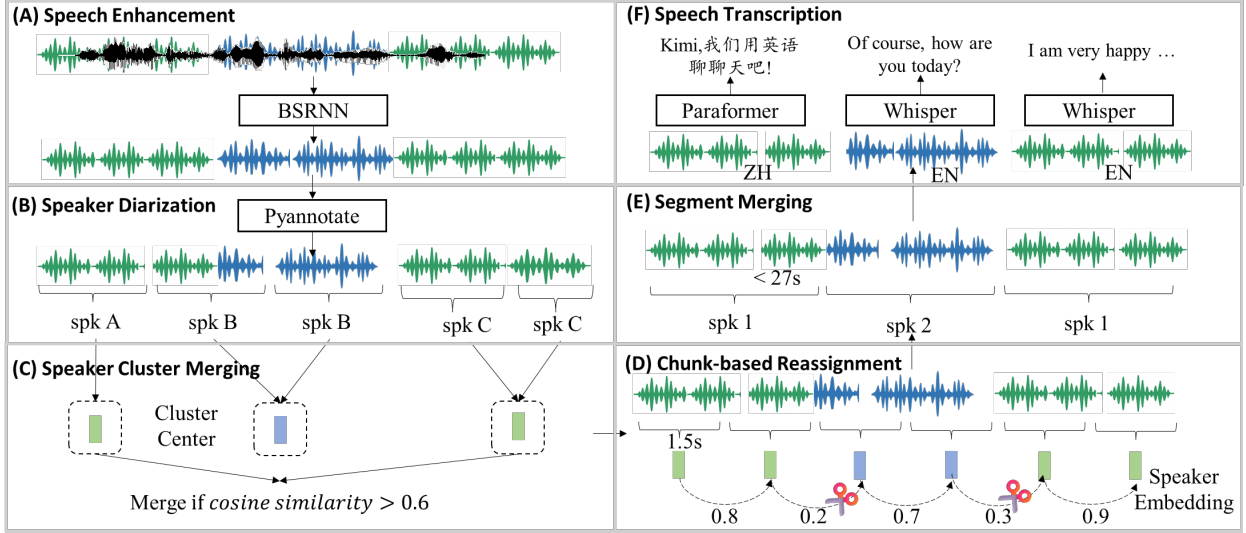 (A) Speech Enhancement
BSRNN
(B) Speaker Diarization
Pyannotate
spk A
spk B
spk B
spk C
spk C
(C) Speaker Cluster Merging
Cluster
Center
Merge if cosine similarity > 0.6
(F) Speech Transcription
Kimi,我们用英语
聊聊天吧!
Of course, how are
you today?
I am very happy …
Paraformer
Whisper
Whisper
ZH
EN
EN
(E) Segment Merging
< 27s
spk 1
spk 2
spk 1
(D) Chunk-based Reassignment
1.5s
Speaker
Embedding
0.8
0.2
0.7
0.3
0.9